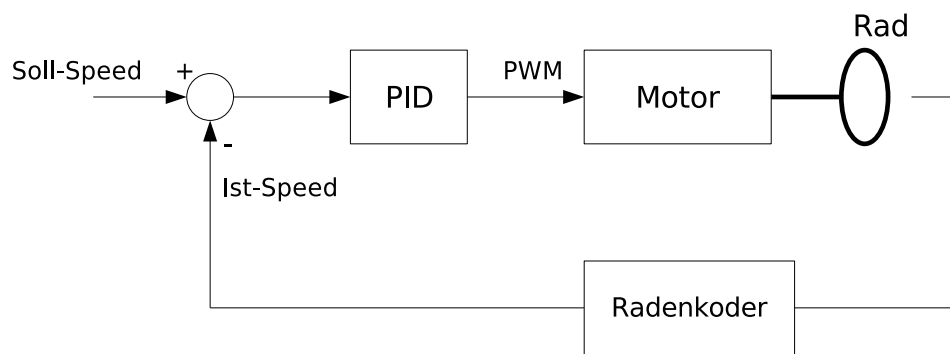 Rad
Soll-Speed
+
PID
PWM
Motor
-
Ist-Speed
Radenkoder